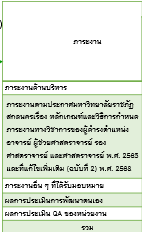 ภาระงาน
ภาระงานด้านบริหาร
ภาระงานตามประกาศมหาวิทยาลัยราชภัฏ
สกลนครเรื่อง หลักเกณฑ์และวิธีการกำหนด
ภาระงานทางวิชาการของผู้ดำรงตำแหน่ง
อาจารย์ ผู้ช่วยศาสตราจารย์ รอง
ศาสตราจารย์ และศาสตราจารย์ พ.ศ. 2565
และที่แก้ไขเพิ่มเติม (ฉบับที่ 2) พ.ศ. 2568
ภาระงานอื่น ๆ ที่ได้รับมอบหมาย
ผลการประเมินการพัฒนาตนเอง
ผลการประเมิน QA ของหน่วยงาน
รวม